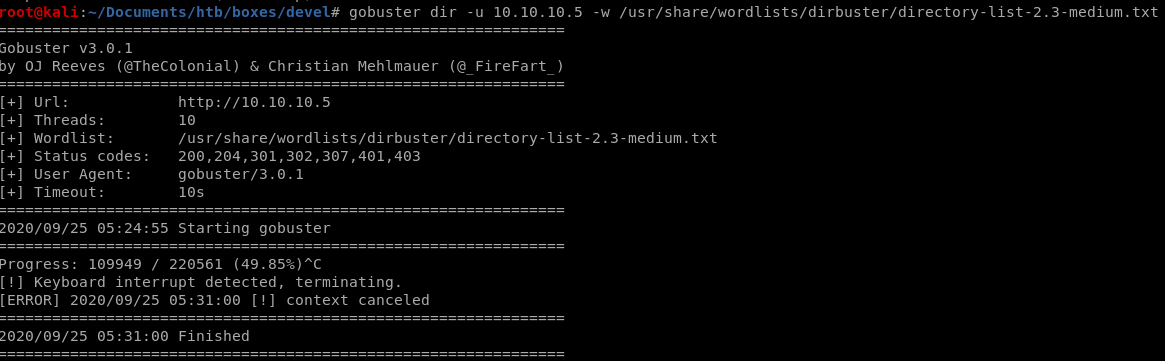 root@kali:~/Documents/htb/boxes/devel# gobuster dir -u 10.10.10.5 -w /usr/share/wordlists/dirbuster/directory-list-2.3-medium.txt
===============================================================
Gobuster v3.0.1
by OJ Reeves (@TheColonial) & Christian Mehlmauer (@_FireFart_)
===============================================================
[+] Url:            http://10.10.10.5
[+] Threads:        10
[+] Wordlist:       /usr/share/wordlists/dirbuster/directory-list-2.3-medium.txt
[+] Status codes:   200,204,301,302,307,401,403
[+] User Agent:     gobuster/3.0.1
[+] Timeout:        10s
===============================================================
2020/09/25 05:24:55 Starting gobuster
===============================================================
Progress: 109949 / 220561 (49.85%)^C
[!] Keyboard interrupt detected, terminating.
[ERROR] 2020/09/25 05:31:00 [!] context canceled
===============================================================
2020/09/25 05:31:00 Finished
===============================================================